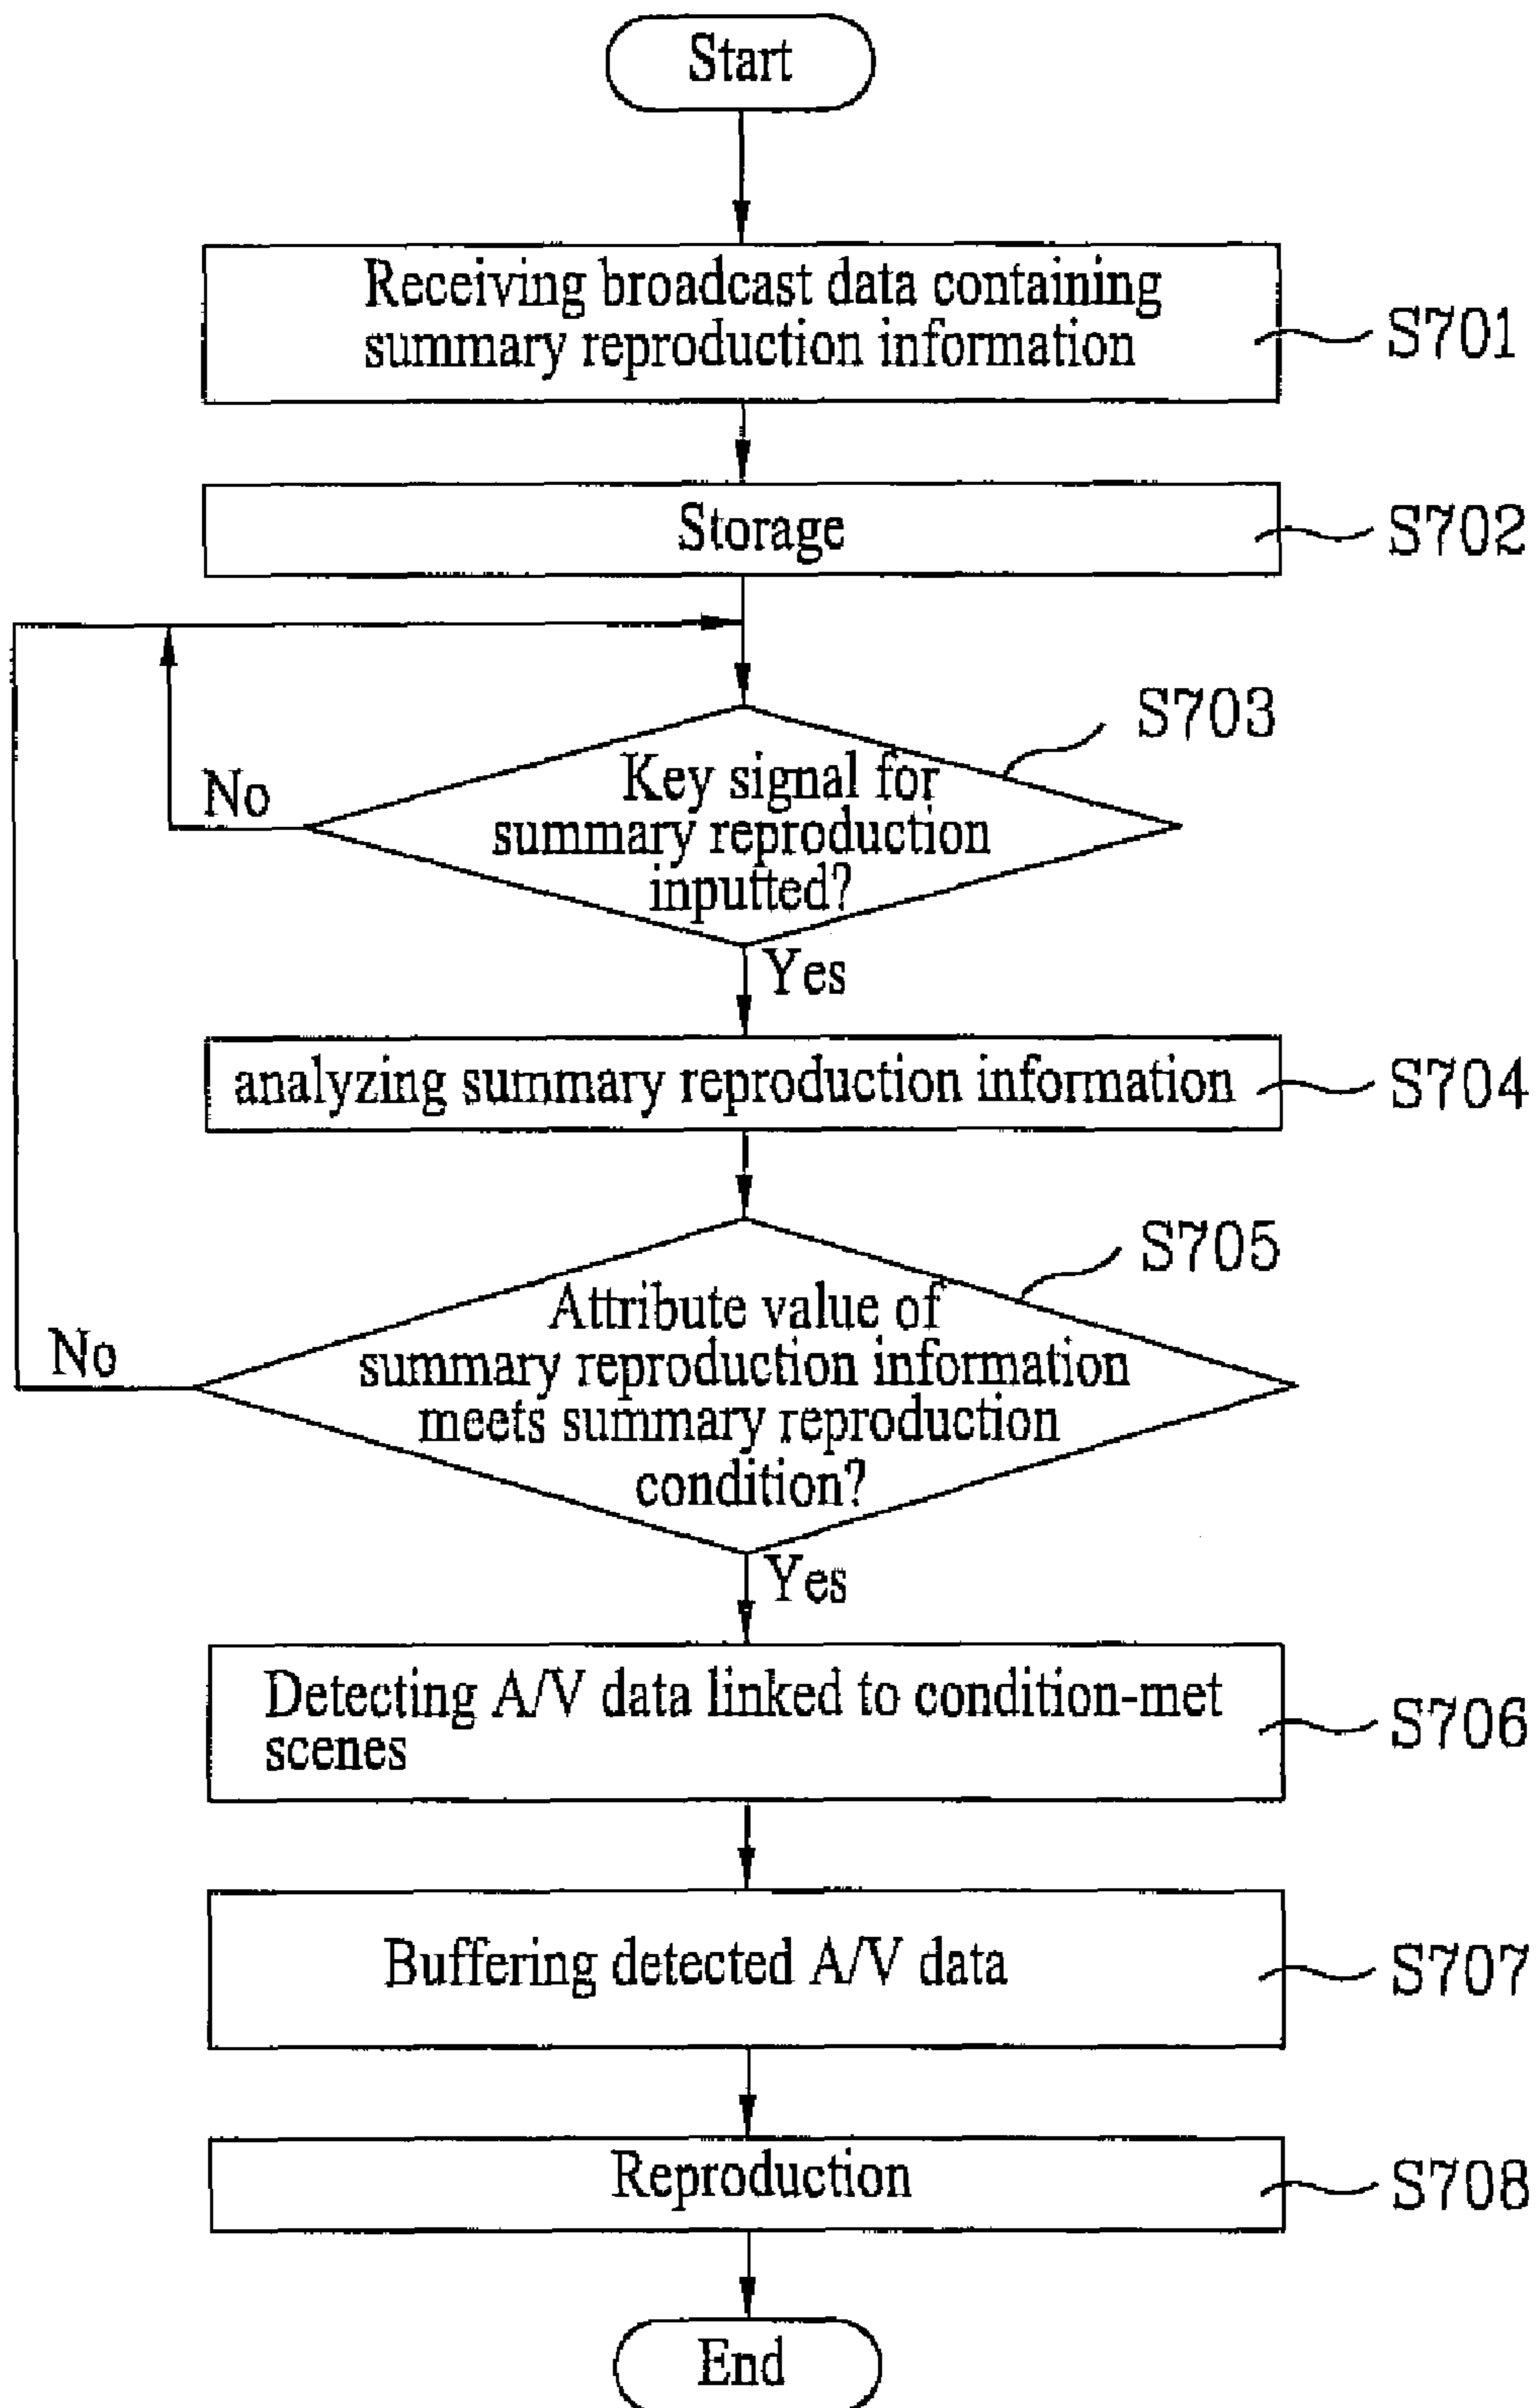 Start
Receiving broadcast data containing
summary reproduction information
S701
Storage
S702
S703
Key signal for
summary reproduction
inputted?
No
Yes
analyzing summary reproduction information
S704
S705
Attribute value of
summary reproduction information
meets summary reproduction
condition?
No
Yes
Detecting A/V data linked to condition-met
scenes
S706
Buffering detected A/V data
S707
Reproduction
S708
End